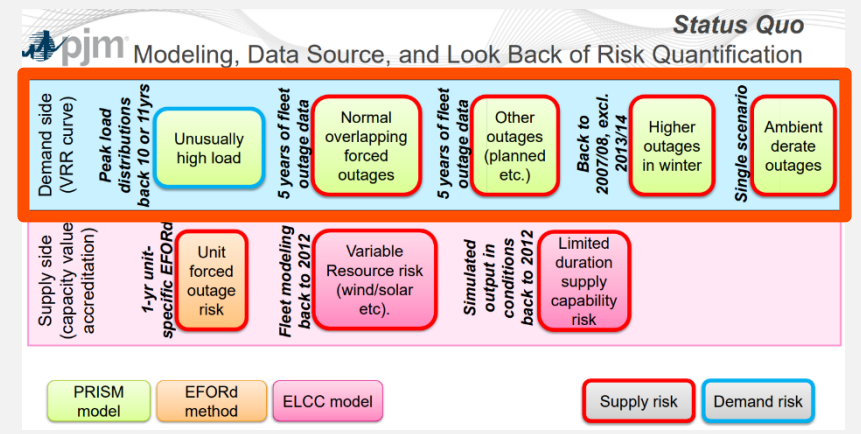 Status Quo
pjm
Modeling, Data Source, and Look Back of Risk Quantification
Demand side
(VRR curve)
Peak load
distributions
back 10 or 11yrs
Unusually
high load
5 years of fleet
outage data
Normal
overlapping
forced
outages
5 years of fleet
outage data
Other
outages
(planned
etc.)
Back to
2007/08, excl.
2013/14
Higher
outages
in winter
Single scenario
Ambient
derate
outages
Supply side
(capacity value
accreditation)
1-yr unit-
specific EFORd
Unit
forced
outage
risk
Fleet modeling
back to 2012
Variable
Resource risk
(wind/solar
etc).
Simulated
output in
conditions
back to 2012
Limited
duration
supply
capability
risk
PRISM
model
EFORd
method
ELCC model
Supply risk
Demand risk